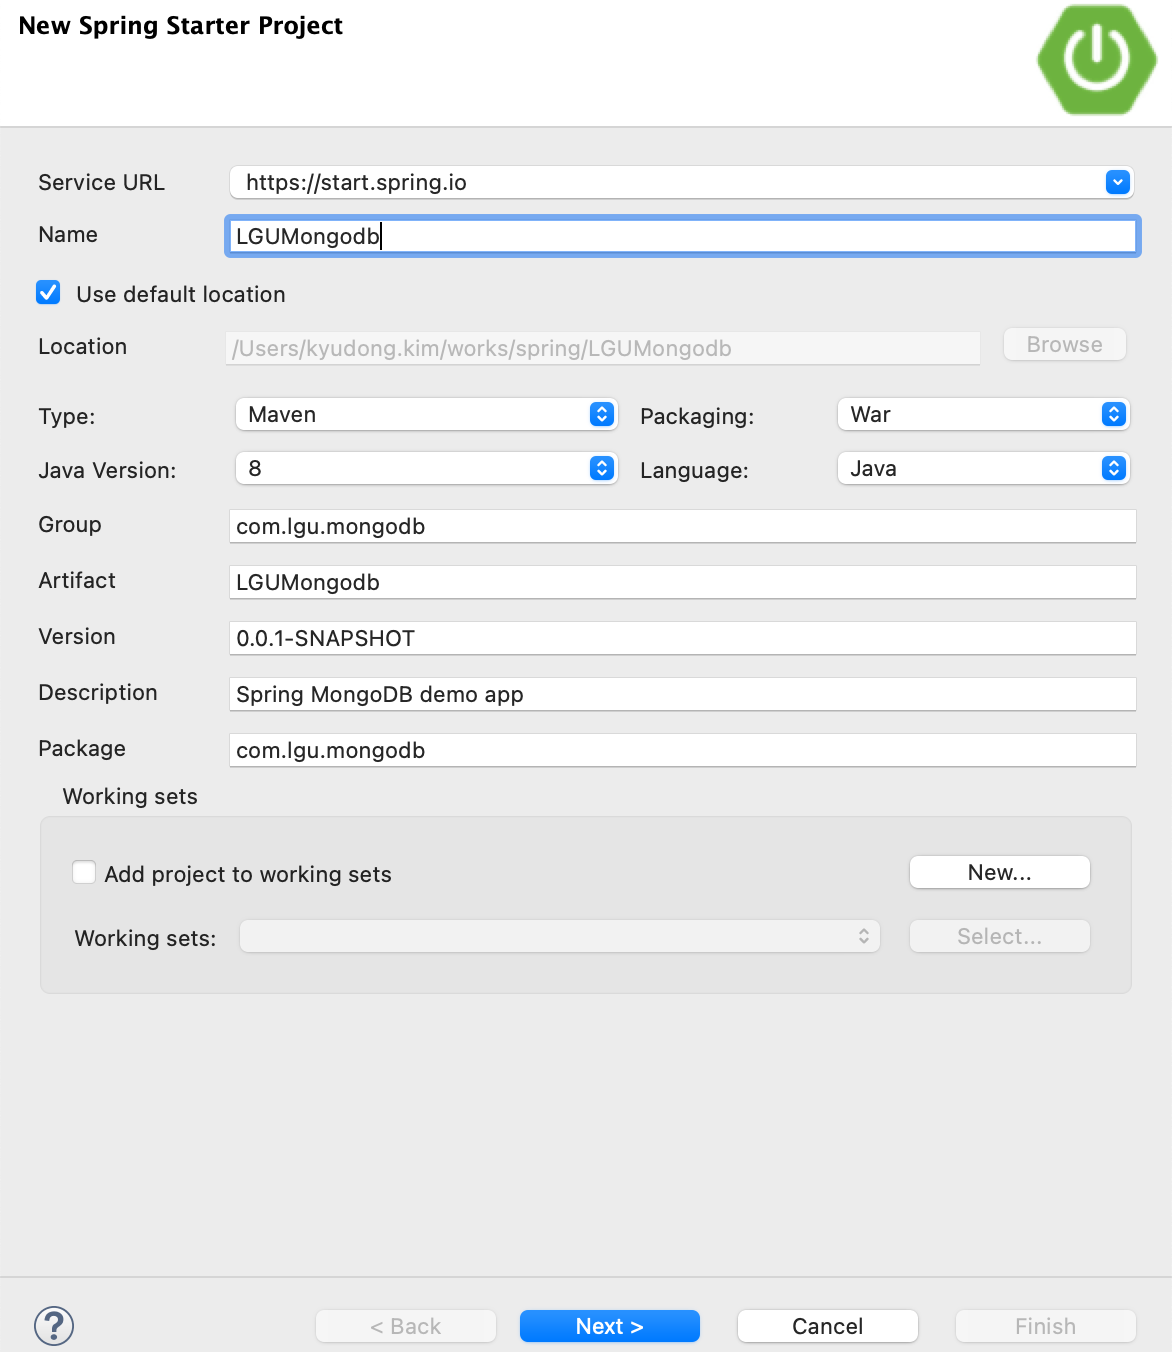 New Spring Starter Project
Service URL https://start.spring.io
Name LGUMongodb
Use default location
Location /Users/kyudong.kim/works/spring/LGUMongodb Browse
Type: Maven Packaging: War
Java Version: 8 Language: Java
Group com.lgu.mongodb
Artifact LGUMongodb
Version 0.0.1-SNAPSHOT
Description Spring MongoDB demo app
Package com.lgu.mongodb
Working sets
Add project to working sets New...
Working sets: Select...
? < Back Next > Cancel Finish